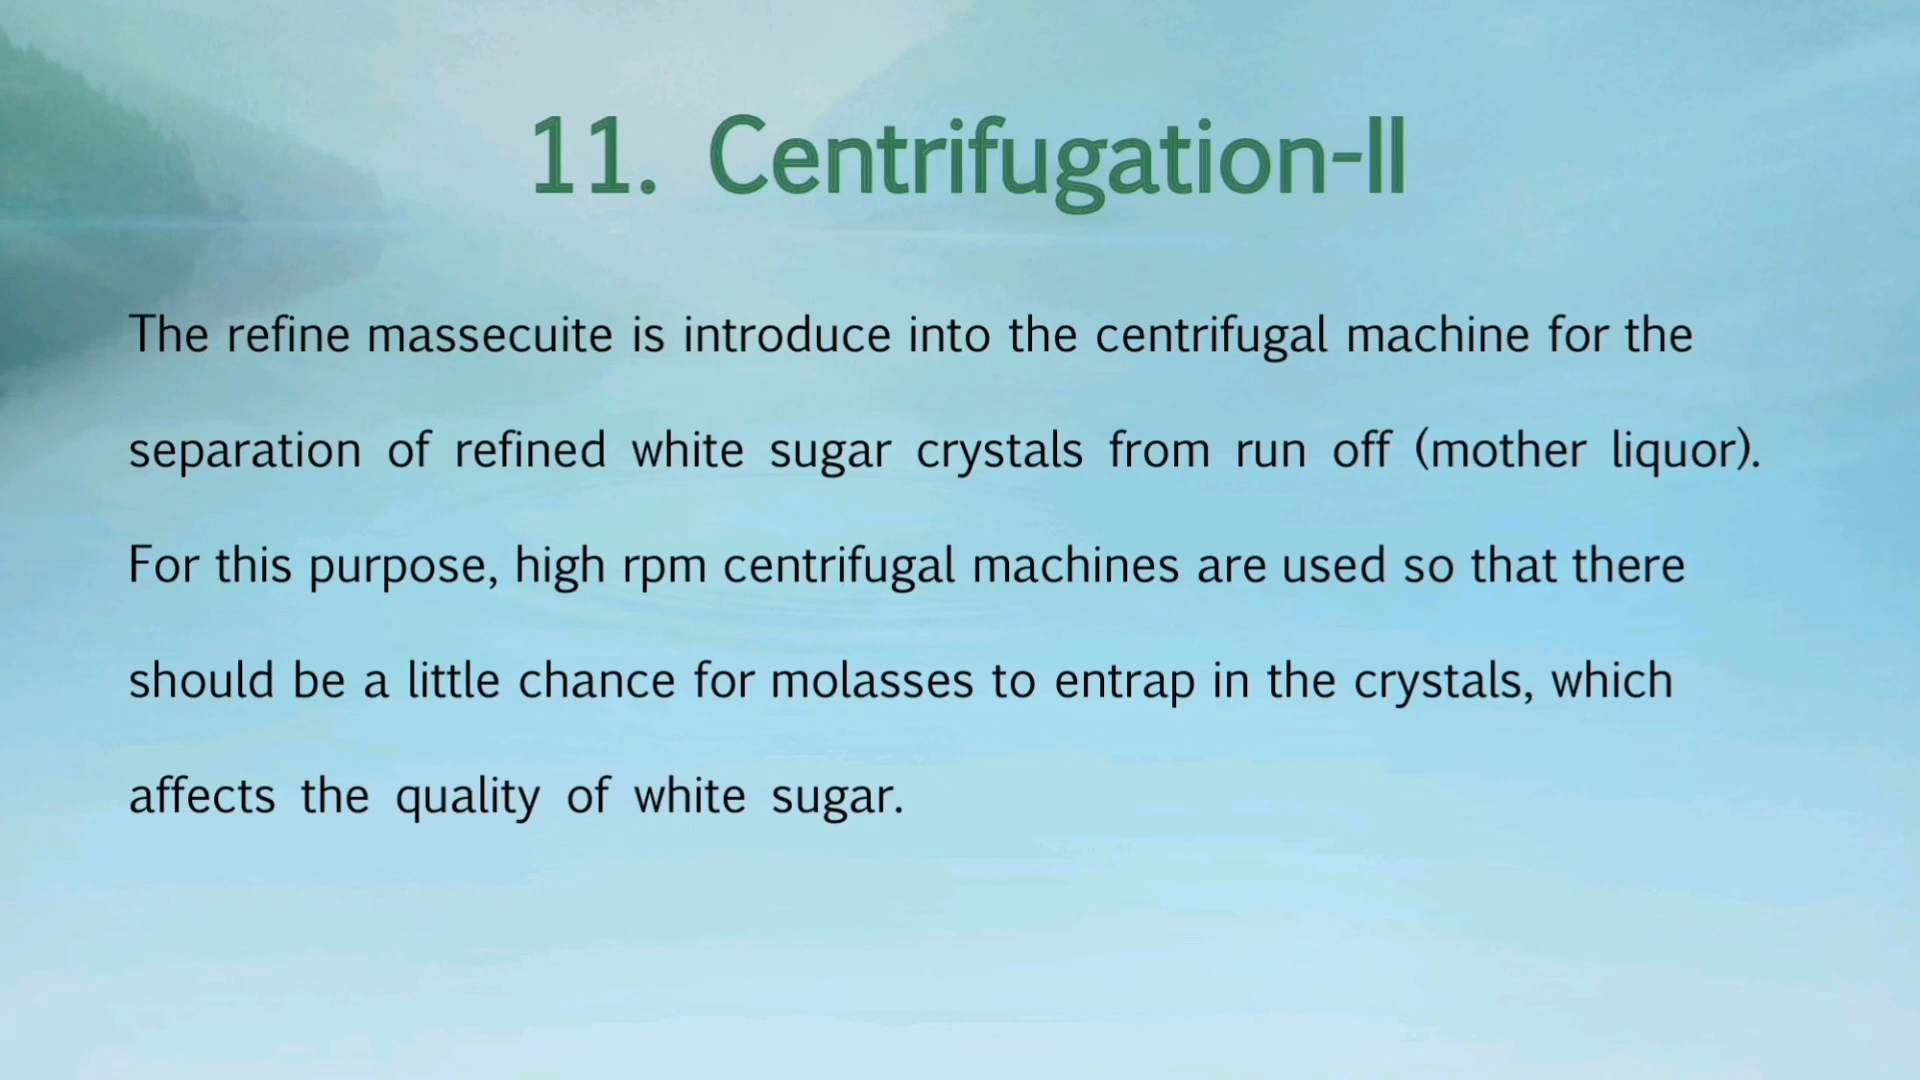 11. Centrifugation-II
The refine massecuite is introduce into the centrifugal machine for the
separation of refined white sugar crystals from run off (mother liquor).
For this purpose, high rpm centrifugal machines are used so that there
should be a little chance for molasses to entrap in the crystals, which
affects the quality of white sugar.